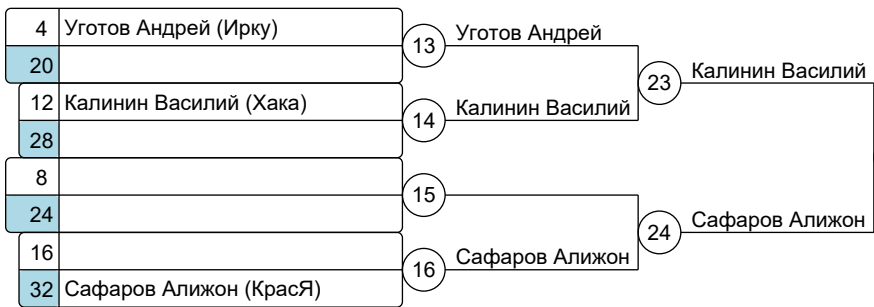 4 Уготов Андрей (Ирку)
20
12 Калинин Василий (Хака)
28
8
24
16
32 Сафаров Алижон (КрасЯ)
13 Уготов Андрей
14 Калинин Василий
15
16 Сафаров Алижон
23 Калинин Василий
24 Сафаров Алижон